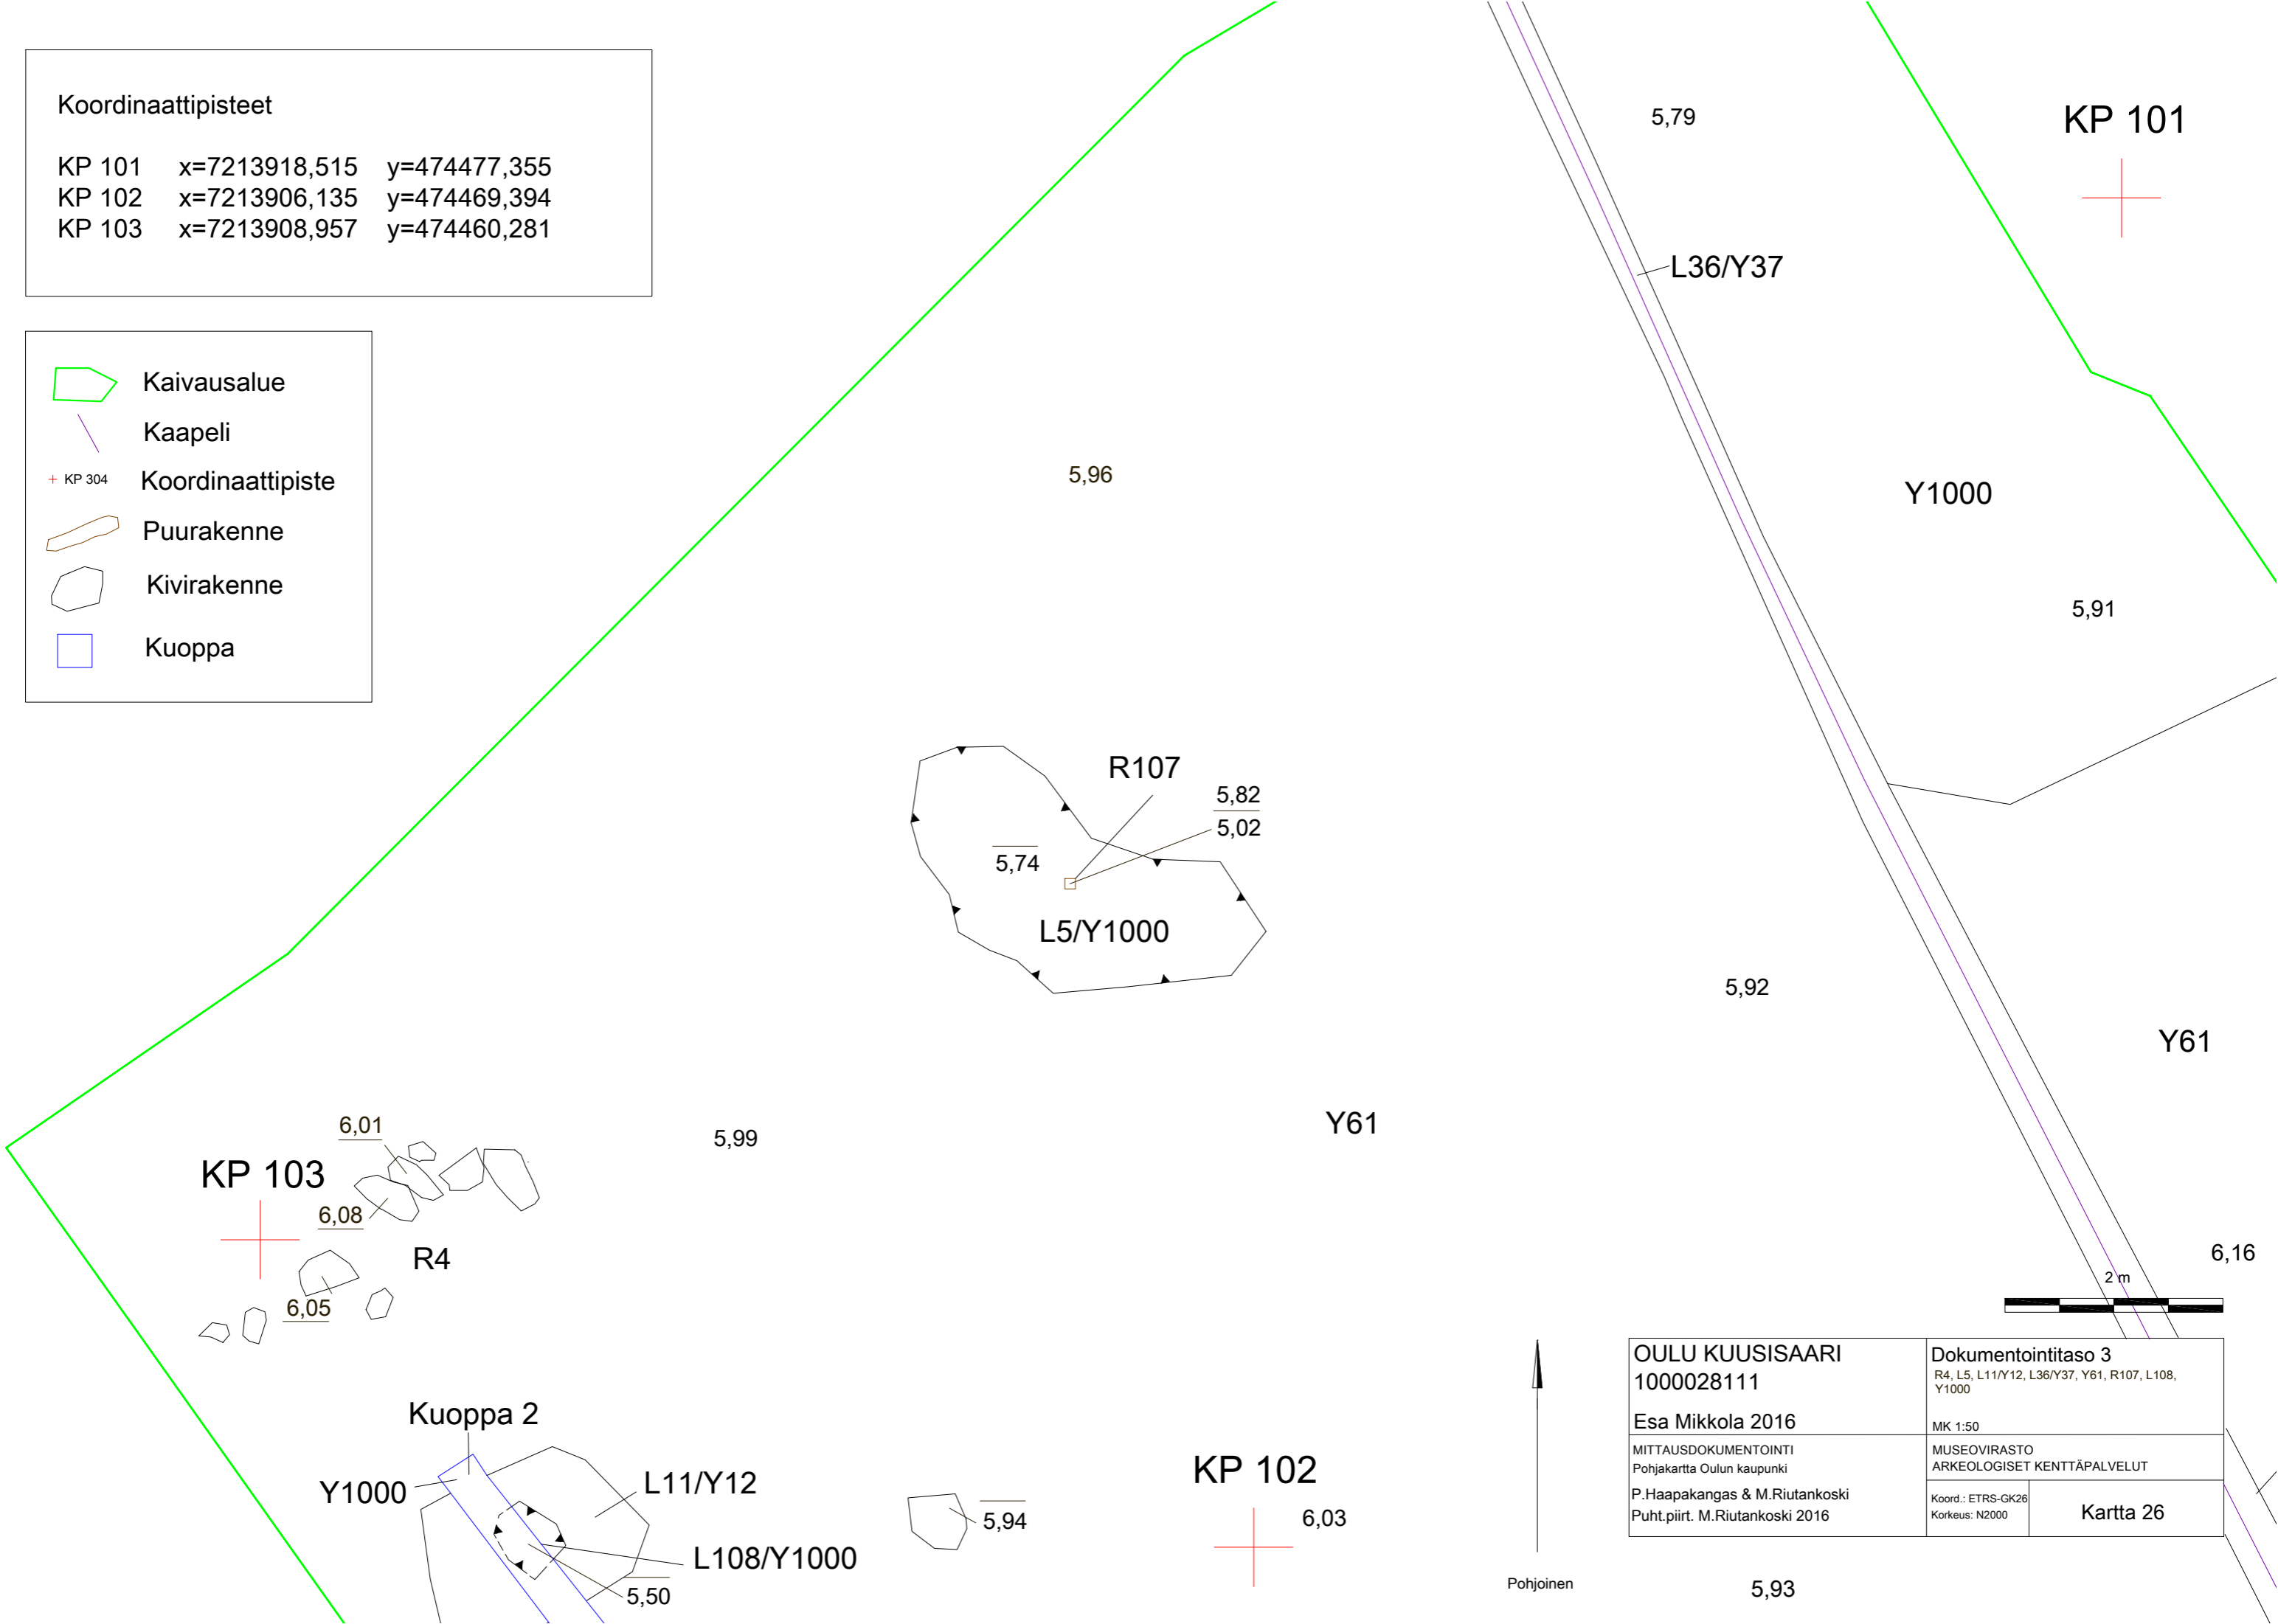 Koordinaattipisteet
KP 101 x=7213918,515 y=474477,355
KP 102 x=7213906,135 y=474469,394
KP 103 x=7213908,957 y=474460,281
Kaivausalue
Kaapeli
KP 304 Koordinaattipiste
Puurakenne
Kivirakenne
Kuoppa
5,79
KP 101
L36/Y37
5,96
Y1000
5,91
R107
5,82
5,02
5,74
L5/Y1000
5,92
Y61
Y61
5,99
6,01
KP 103
6,08
R4
6,05
6,16
2 m
Kuoppa 2
Y1000
L11/Y12
L108/Y1000
5,50
5,94
KP 102
6,03
Pohjoinen
5,93
OULU KUUSISAARI
1000028111
Esa Mikkola 2016
Dokumentointitaso 3
R4, L5, L11/Y12, L36/Y37, Y61, R107, L108,
Y1000
MK 1:50
MITTAUSDOKUMENTOINTI
Pohjakartta Oulun kaupunki
P.Haapakangas & M.Riutankoski
Puht.piirt. M.Riutankoski 2016
MUSEOVIRASTO
ARKEOLOGISET KENTTÄPALVELUT
Koord.: ETRS-GK26
Korkeus: N2000
Kartta 26